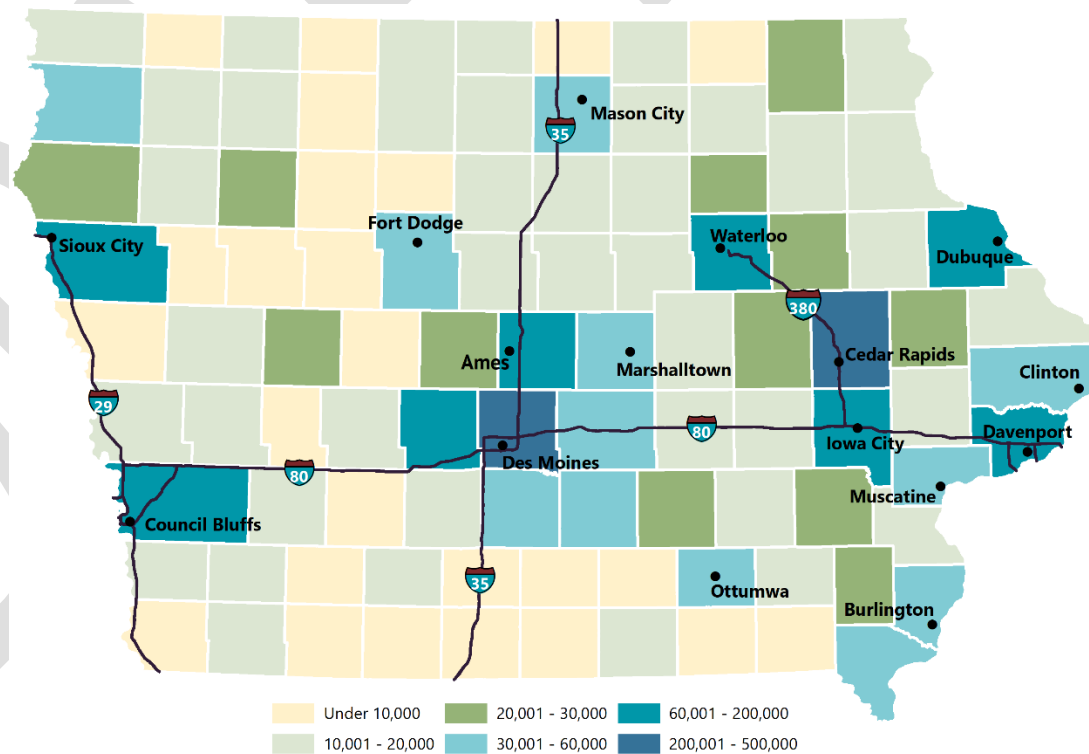 Mason City
35
Fort Dodge
Sioux City
Waterloo
Dubuque
380
Ames
Marshalltown
Cedar Rapids
Clinton
29
80
Iowa City
Davenport
Des Moines
80
Muscatine
Council Bluffs
35
Ottumwa
Burlington
Under 10,000
20,001 - 30,000
60,001 - 200,000
10,001 - 20,000
30,001 - 60,000
200,001 - 500,000